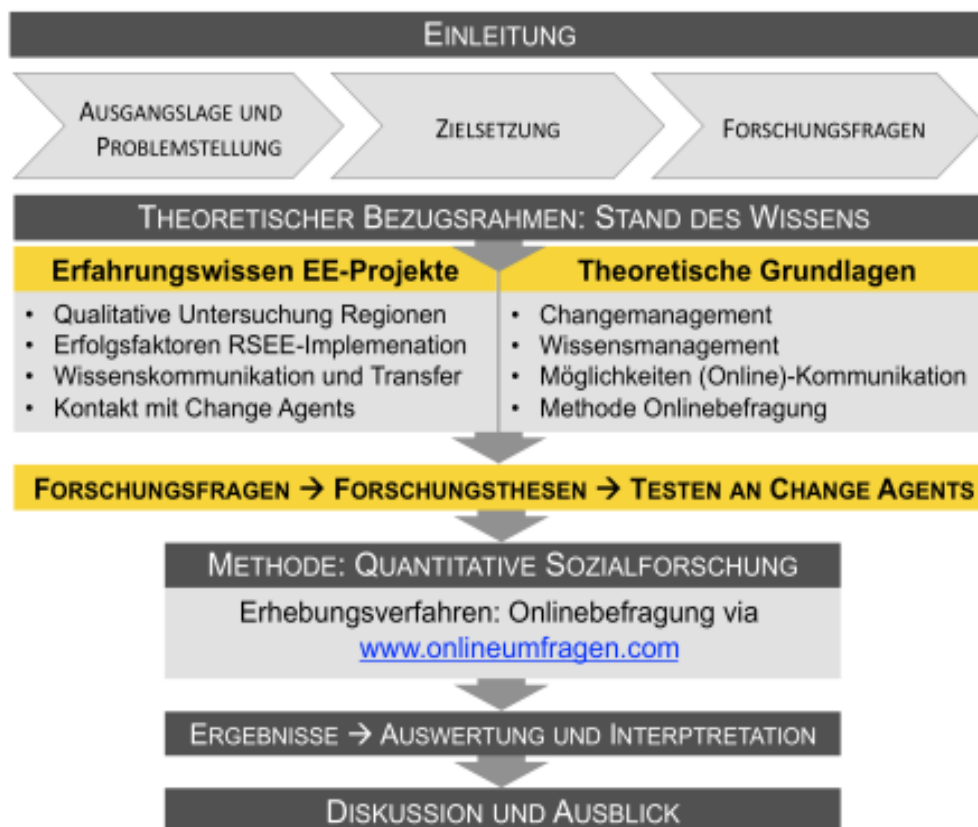 EINLEITUNG
AUSGANGSLAGE UND
PROBLEMSTELLUNG
ZIELSETZUNG
FORSCHUNGSFRAGEN
THEORETISCHER BEZUGSRAHMEN: STAND DES WISSENS
Erfahrungswissen EE-Projekte
• Qualitative Untersuchung Regionen
• Erfolgsfaktoren RSEE-Implemenation
• Wissenskommunikation und Transfer
• Kontakt mit Change Agents
Theoretische Grundlagen
• Changemanagement
• Wissensmanagement
• Möglichkeiten (Online)-Kommunikation
• Methode Onlinebefragung
FORSCHUNGSFRAGEN → FORSCHUNGSTHESEN → TESTEN AN CHANGE AGENTS
METHODE: QUANTITATIVE SOZIALFORSCHUNG
Erhebungsverfahren: Onlinebefragung via
www.onlineumfragen.com
ERGEBNISSE → AUSWERTUNG UND INTERPTRETATION
DISKUSSION UND AUSBLICK